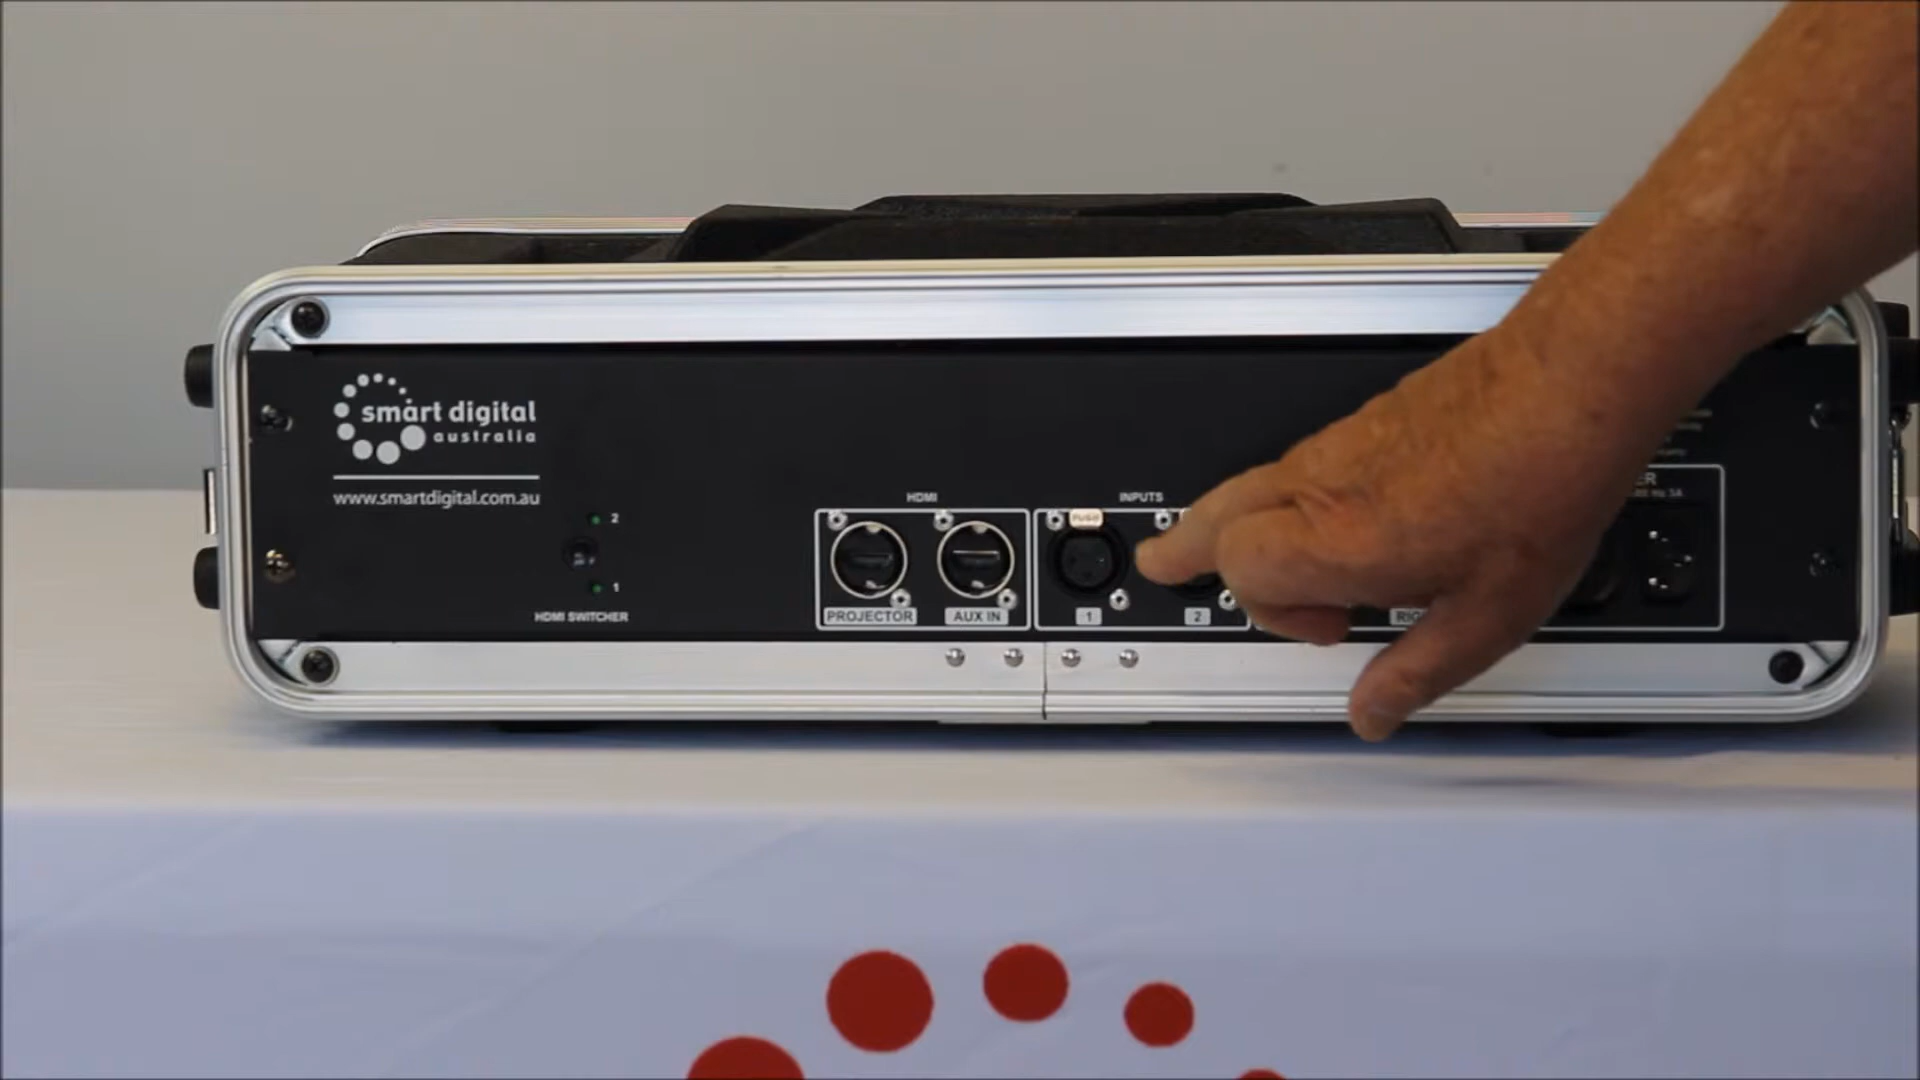 smart digital
australia
www.smartdigital.com.au
2
1
HDMI SWITCHER
HDMI
PROJECTOR
AUX IN
INPUTS
PUSH
1
2